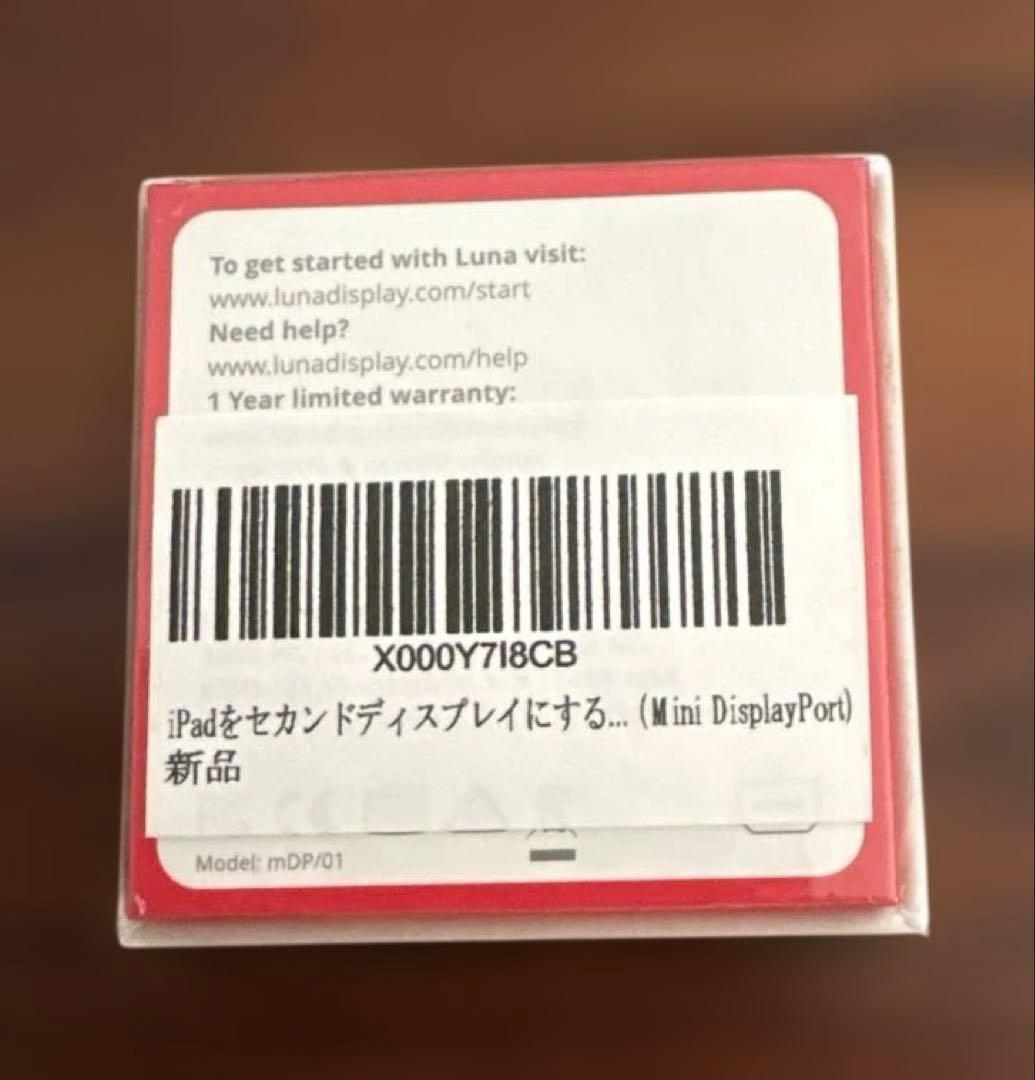 To get started with Luna visit:
www.lunadisplay.com/start
Need help?
www.lunadisplay.com/help
1 Year limited warranty:
X000Y7I8CB
iPadをセカンドディスプレイにする... (Mini DisplayPort)
新品
Model: mDP/01